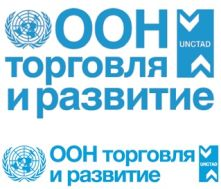 ООН
UNCTAD
торговля
и развитие
ООН торговля
и развитие
UNCTAD